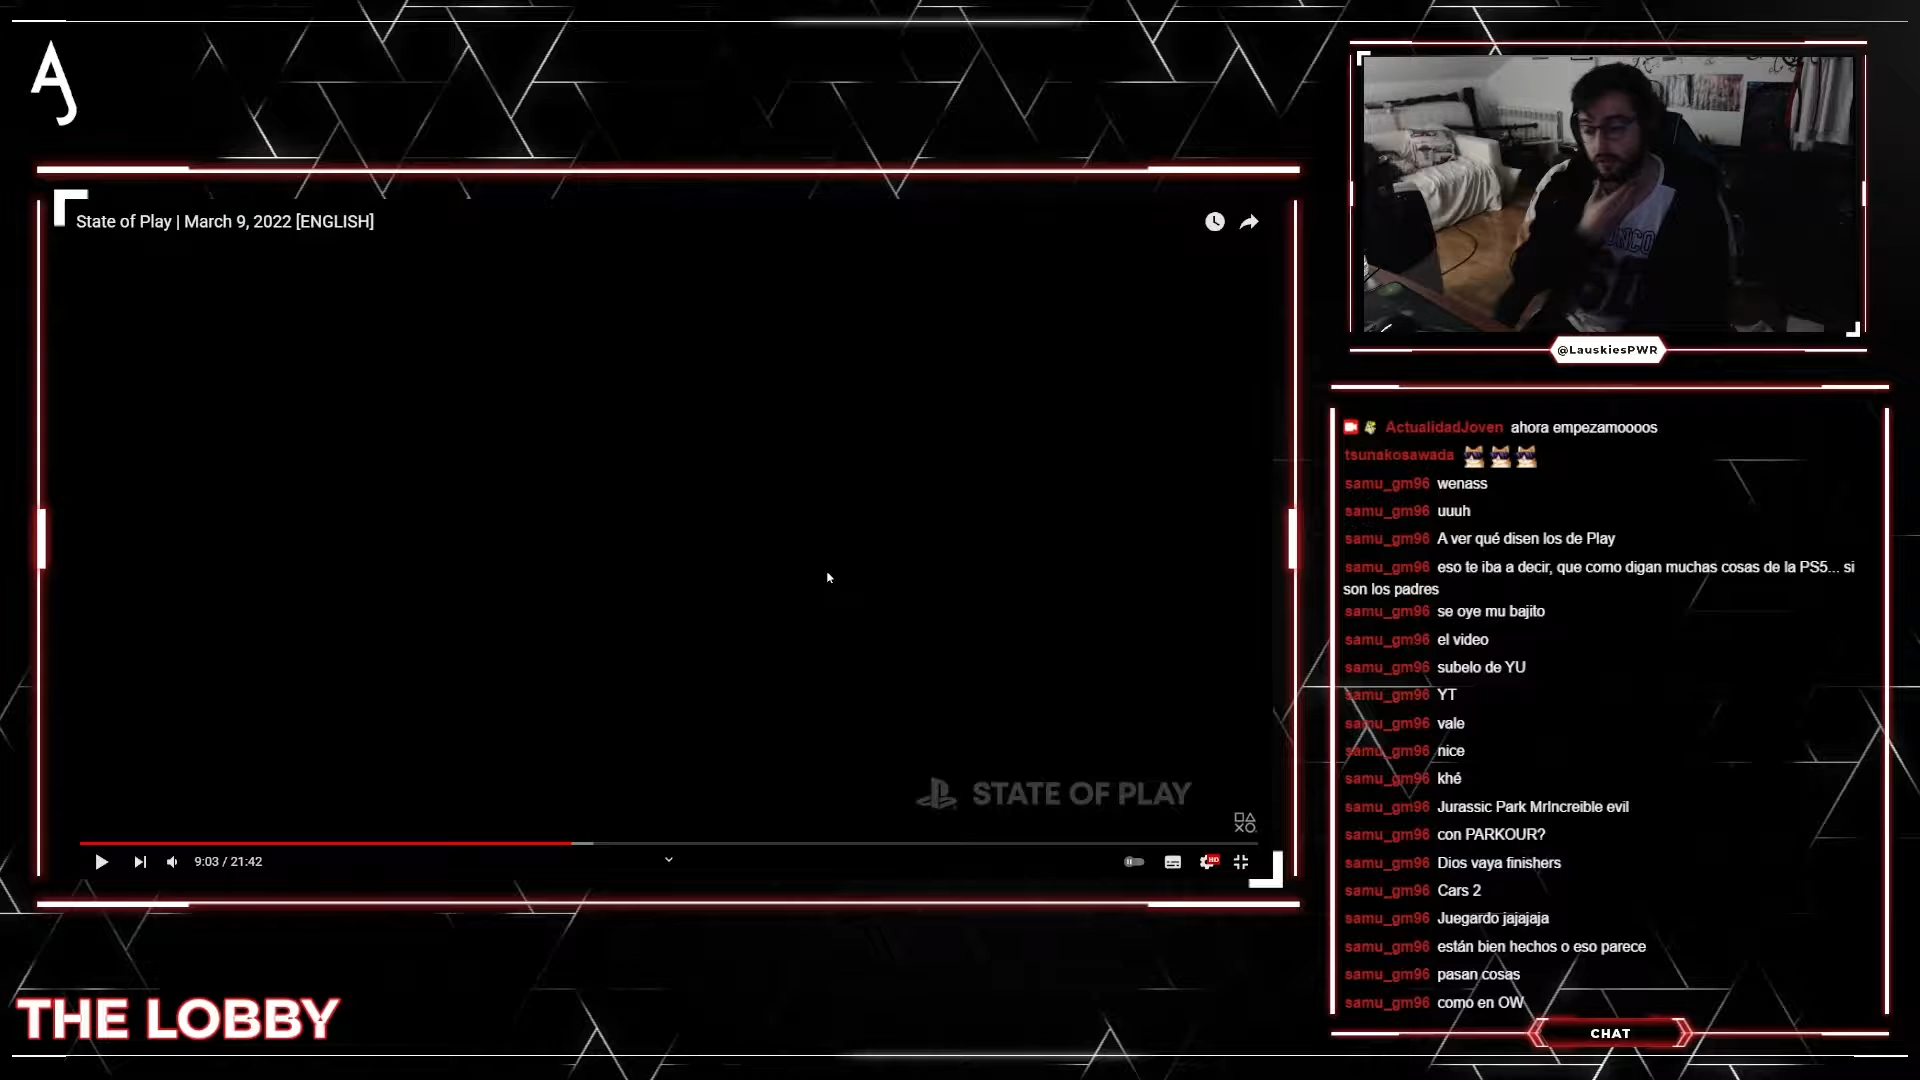 AJ
State of Play | March 9, 2022 [ENGLISH]
STATE OF PLAY
9:03 / 21:42
HD
THE LOBBY
@LauskiesPWR
ActualidadJoven ahora empezamoooos
tsunakosawada
samu_gm96 wenass
samu_gm96 uuuh
samu_gm96 A ver qué disen los de Play
samu_gm96 eso te iba a decir, que como digan muchas cosas de la PS5... si
son los padres
samu_gm96 se oye mu bajito
samu_gm96 el video
samu_gm96 subelo de YU
samu_gm96 YT
samu_gm96 vale
samu_gm96 nice
samu_gm96 khé
samu_gm96 Jurassic Park MrIncreible evil
samu_gm96 con PARKOUR?
samu_gm96 Dios vaya finishers
samu_gm96 Cars 2
samu_gm96 Juegardo jajajaja
samu_gm96 están bien hechos o eso parece
samu_gm96 pasan cosas
samu_gm96 como en OW
CHAT